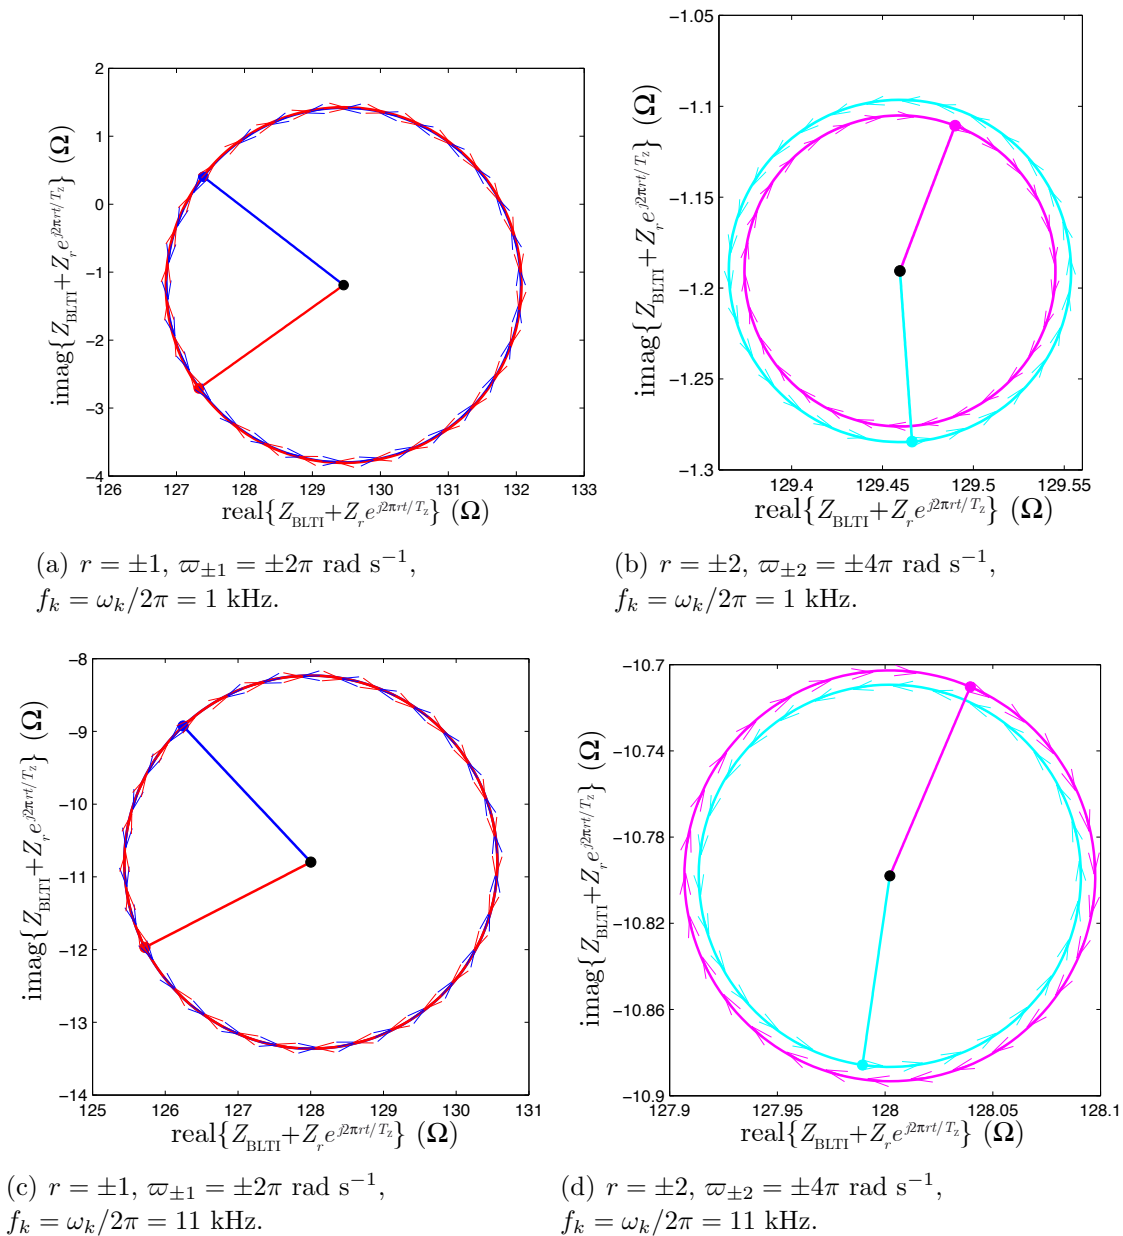 2
1
0
−1
−2
−3
−4
126 127 128 129 130 131 132 133
imag{Z_BLTI+Z_r e^{j2πrt/T_z}} (Ω)
real{Z_BLTI+Z_r e^{j2πrt/T_z}} (Ω)
(a) r = ±1, ϖ±1 = ±2π rad s⁻¹,
f_k = ω_k/2π = 1 kHz.
−1.05
−1.1
−1.15
−1.2
−1.25
−1.3
129.4 129.45 129.5 129.55
imag{Z_BLTI+Z_r e^{j2πrt/T_z}} (Ω)
real{Z_BLTI+Z_r e^{j2πrt/T_z}} (Ω)
(b) r = ±2, ϖ±2 = ±4π rad s⁻¹,
f_k = ω_k/2π = 1 kHz.
−8
−9
−10
−11
−12
−13
−14
125 126 127 128 129 130 131
imag{Z_BLTI+Z_r e^{j2πrt/T_z}} (Ω)
real{Z_BLTI+Z_r e^{j2πrt/T_z}} (Ω)
(c) r = ±1, ϖ±1 = ±2π rad s⁻¹,
f_k = ω_k/2π = 11 kHz.
−10.7
−10.74
−10.78
−10.82
−10.86
−10.9
127.9 127.95 128 128.05 128.1
imag{Z_BLTI+Z_r e^{j2πrt/T_z}} (Ω)
real{Z_BLTI+Z_r e^{j2πrt/T_z}} (Ω)
(d) r = ±2, ϖ±2 = ±4π rad s⁻¹,
f_k = ω_k/2π = 11 kHz.